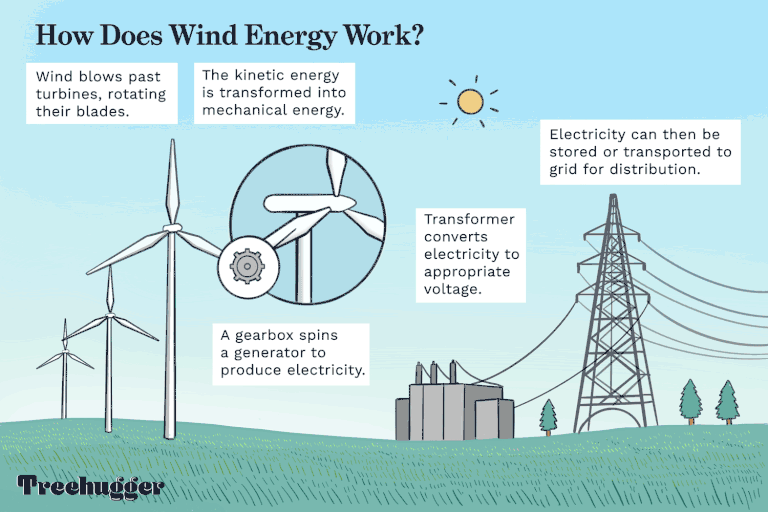 How Does Wind Energy Work?
Wind blows past
turbines, rotating
their blades.
The kinetic energy
is transformed into
mechanical energy.
A gearbox spins
a generator to
produce electricity.
Transformer
converts
electricity to
appropriate
voltage.
Electricity can then be
stored or transported to
grid for distribution.
Treehugger